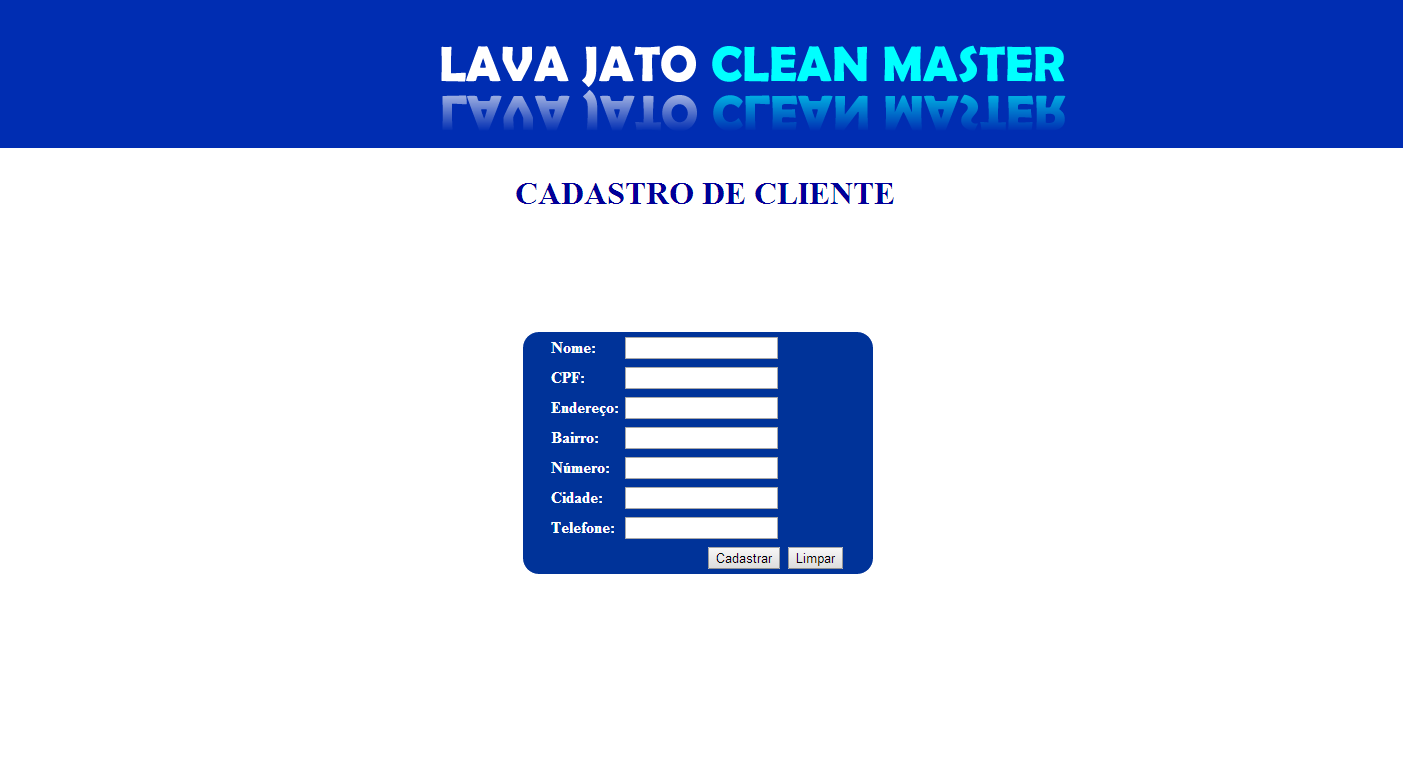 LAVA JATO CLEAN MASTER
CADASTRO DE CLIENTE
Nome:
CPF:
Endereço:
Bairro:
Número:
Cidade:
Telefone:
Cadastrar Limpar